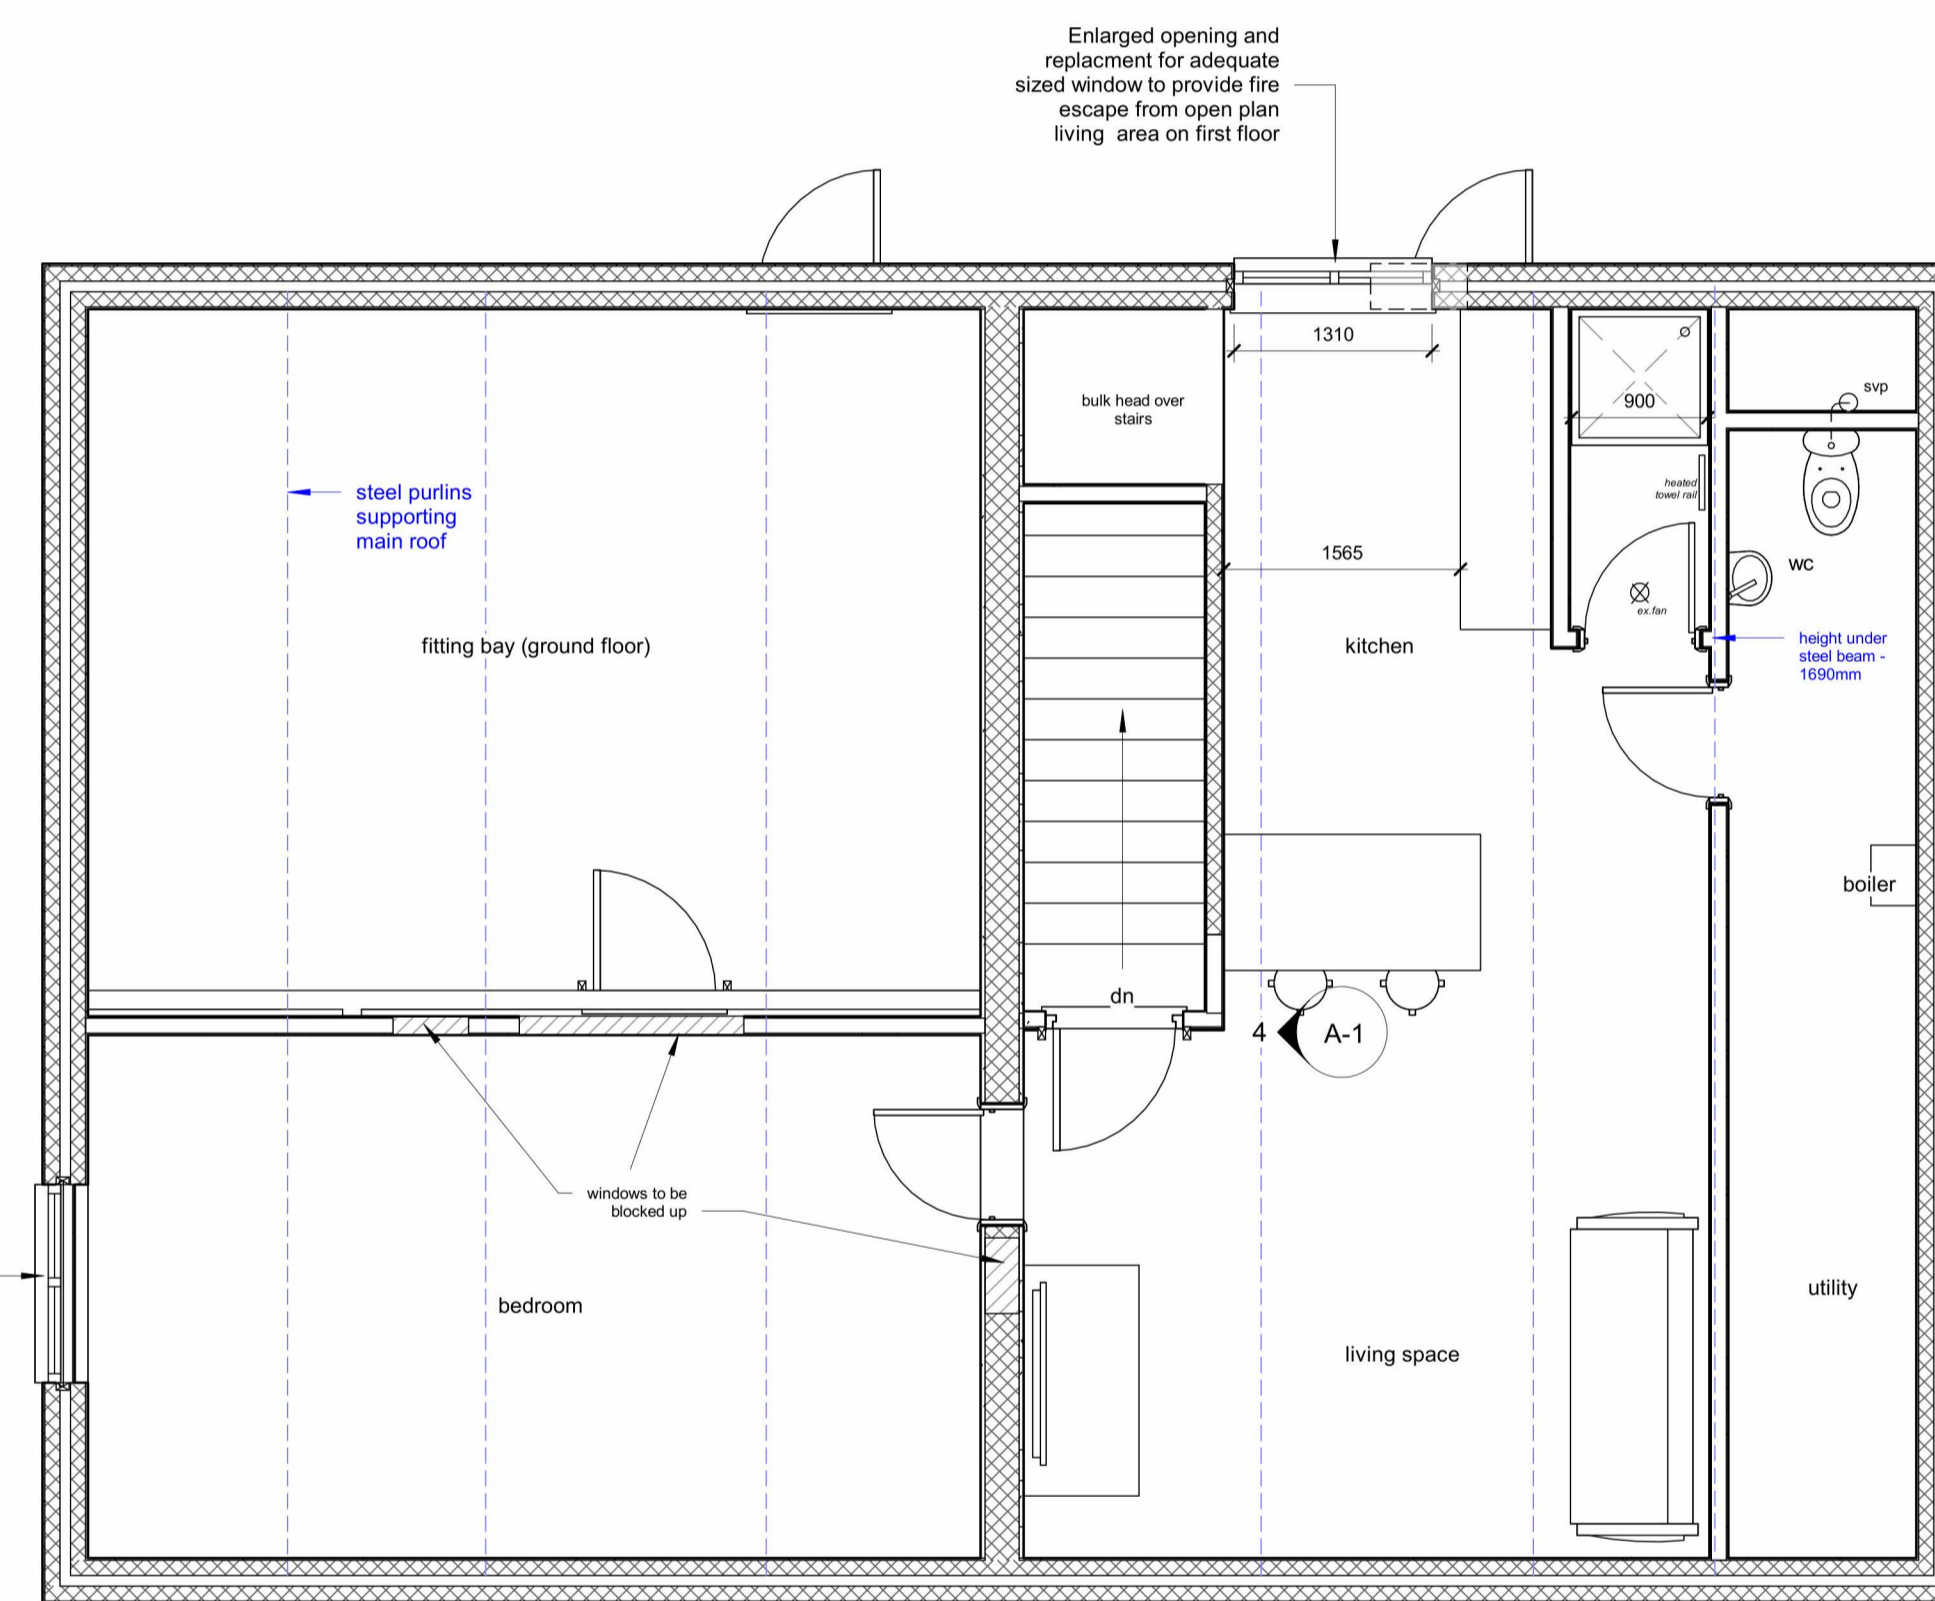 Enlarged opening and
replacment for adequate
sized window to provide fire
escape from open plan
living area on first floor
1310
bulk head over
stairs
900
svp
steel purlins
supporting
main roof
heated
towel rail
1565
wc
ex.fan
fitting bay (ground floor)
kitchen
height under
steel beam -
1690mm
boiler
dn
4
A-1
windows to be
blocked up
bedroom
utility
living space